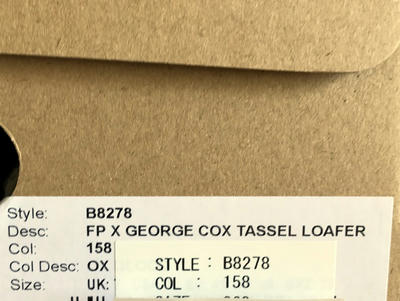 Style: B8278
Desc: FP X GEORGE COX TASSEL LOAFER
Col: 158
Col Desc: OX
Size: UK:
STYLE : B8278
COL : 158